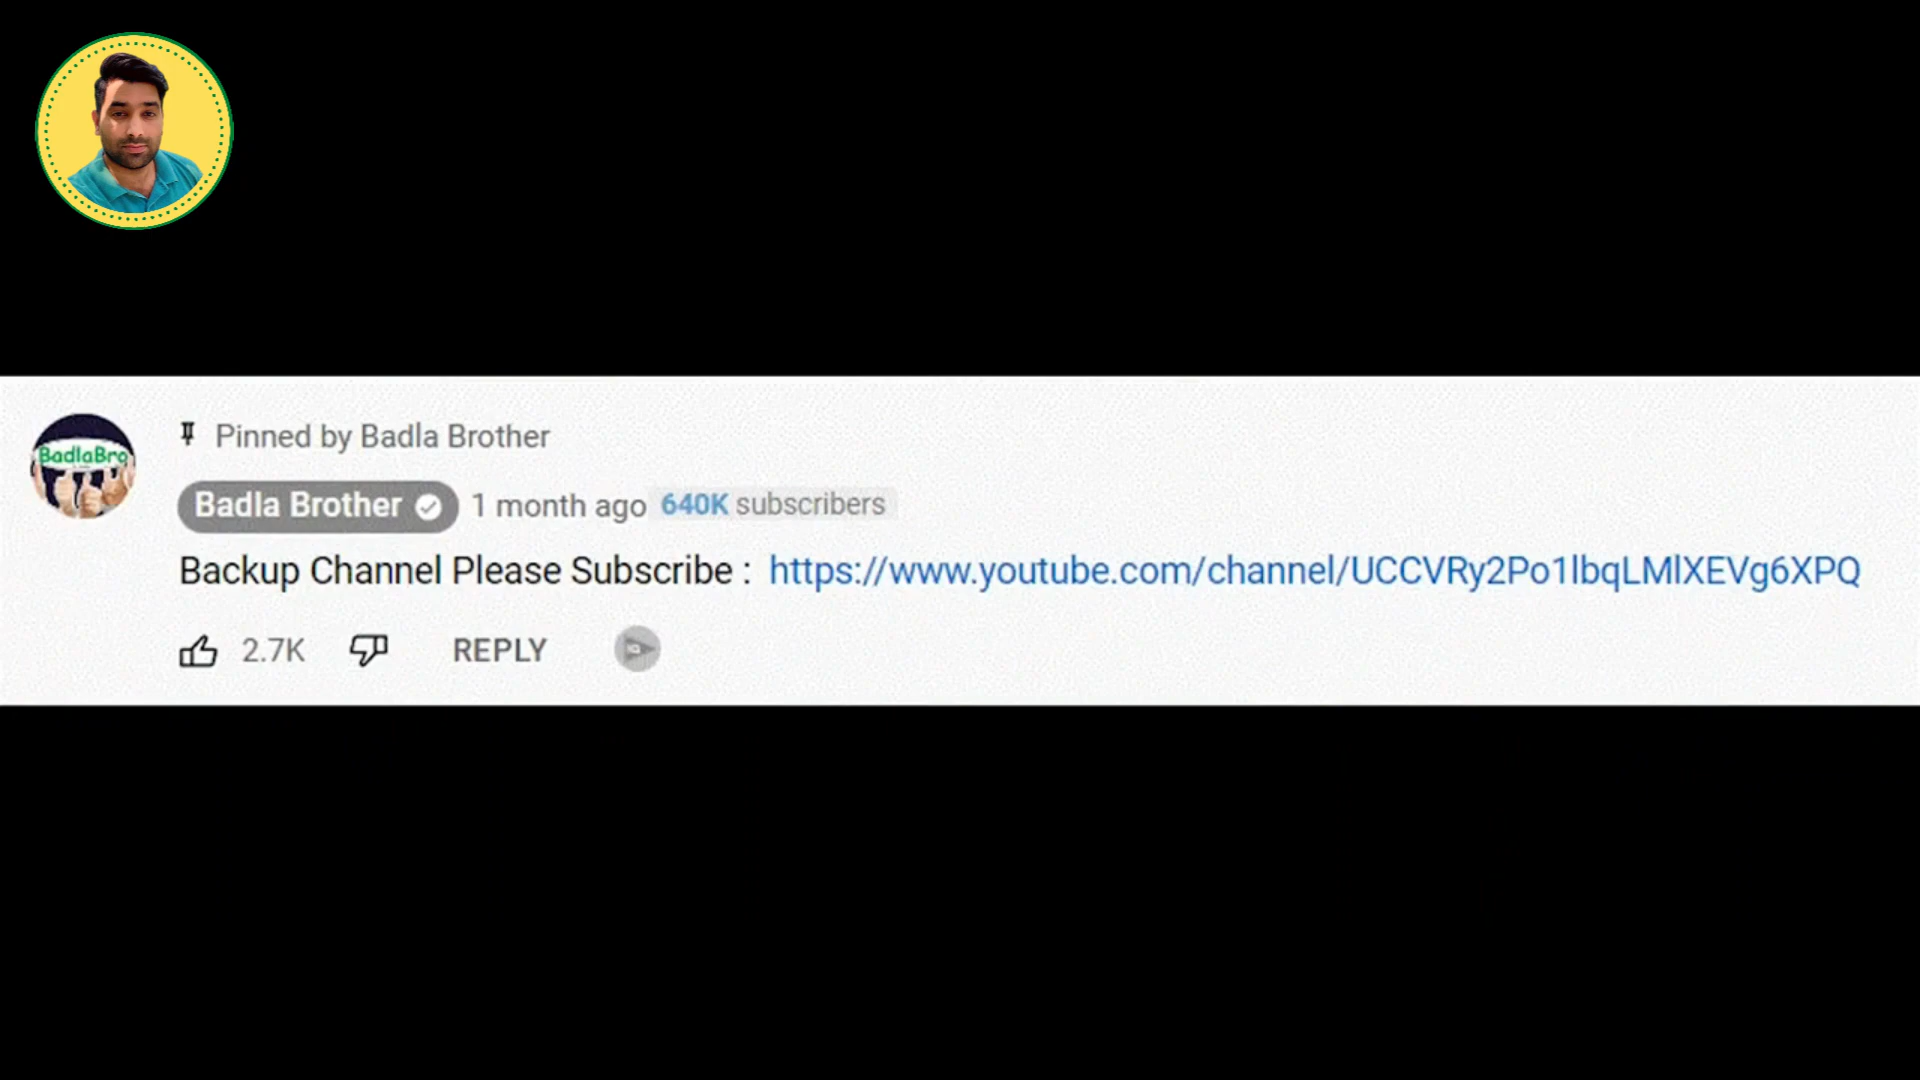 BadlaBro
Pinned by Badla Brother
Badla Brother 1 month ago 640K subscribers
Backup Channel Please Subscribe : https://www.youtube.com/channel/UCCVRy2Po1lbqLMlXEVg6XPQ
2.7K REPLY